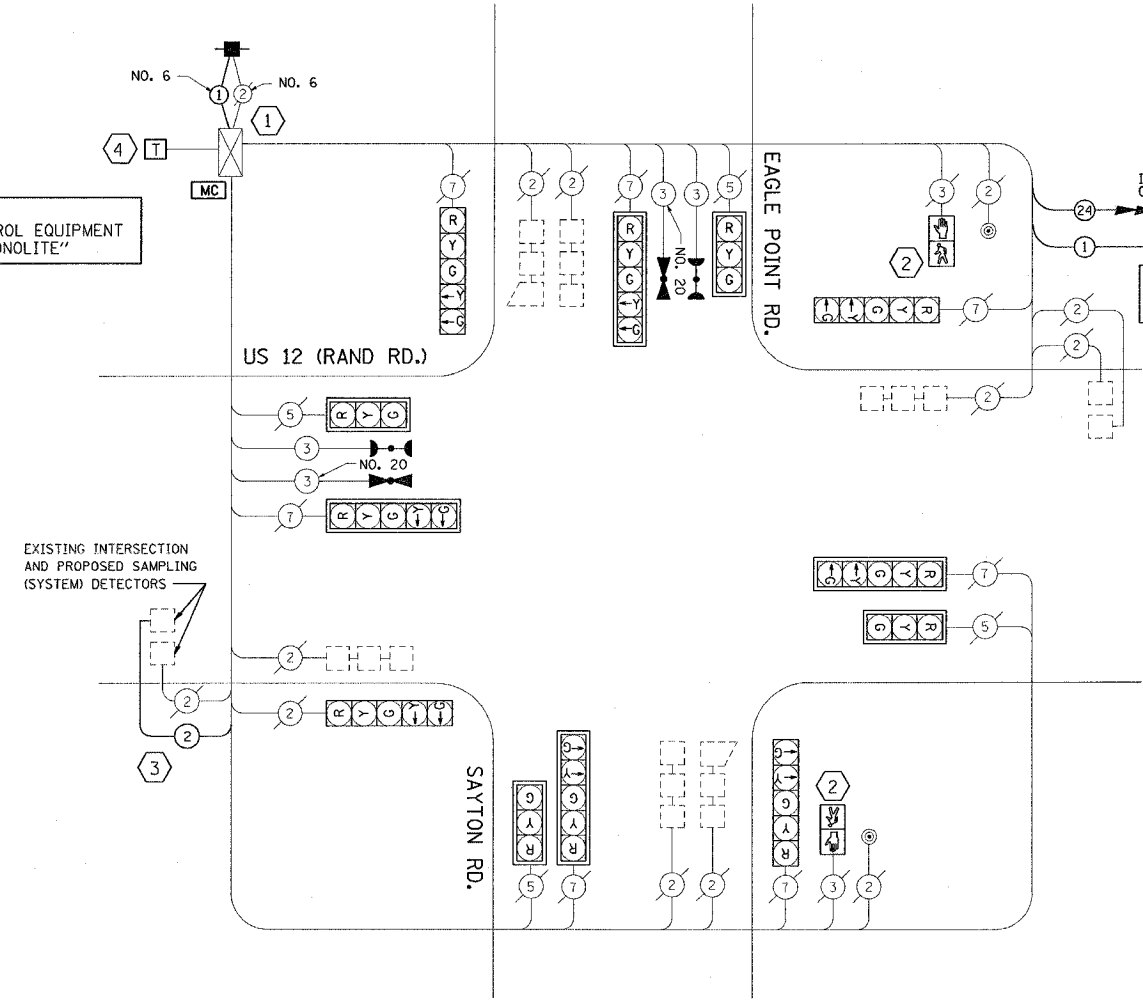 NO. 6
NO. 6
1
2
1
4
T
MC
ROL EQUIPMENT
ONOLITE"
7
R
Y
G
Y
G
2
2
7
R
Y
G
Y
G
3
NO. 20
3
5
R
Y
G
EAGLE POINT RD.
3
2
2
24
1
G Y G Y R
7
2
2
2
US 12 (RAND RD.)
5
R Y G
3
NO. 20
3
7
R Y G Y G
EXISTING INTERSECTION
AND PROPOSED SAMPLING
(SYSTEM) DETECTORS
2
2
3
2
2
R Y G Y G
G Y G Y R
7
G Y R
5
SAYTON RD.
G
Y
R
5
G
Y
G
Y
R
7
2
2
G
Y
G
Y
R
7
2
3
2